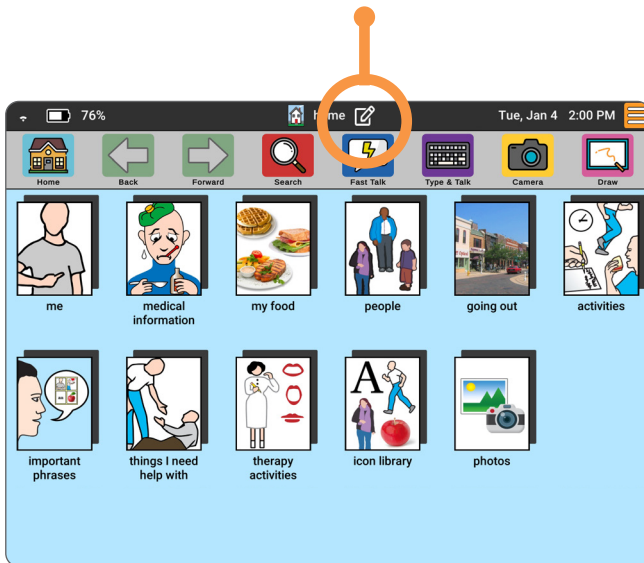 76%
home
Tue, Jan 4 2:00 PM
Home
Back
Forward
Search
Fast Talk
Type & Talk
Camera
Draw
me
medical
information
my food
people
going out
activities
important
phrases
things I need
help with
therapy
activities
A
icon library
photos